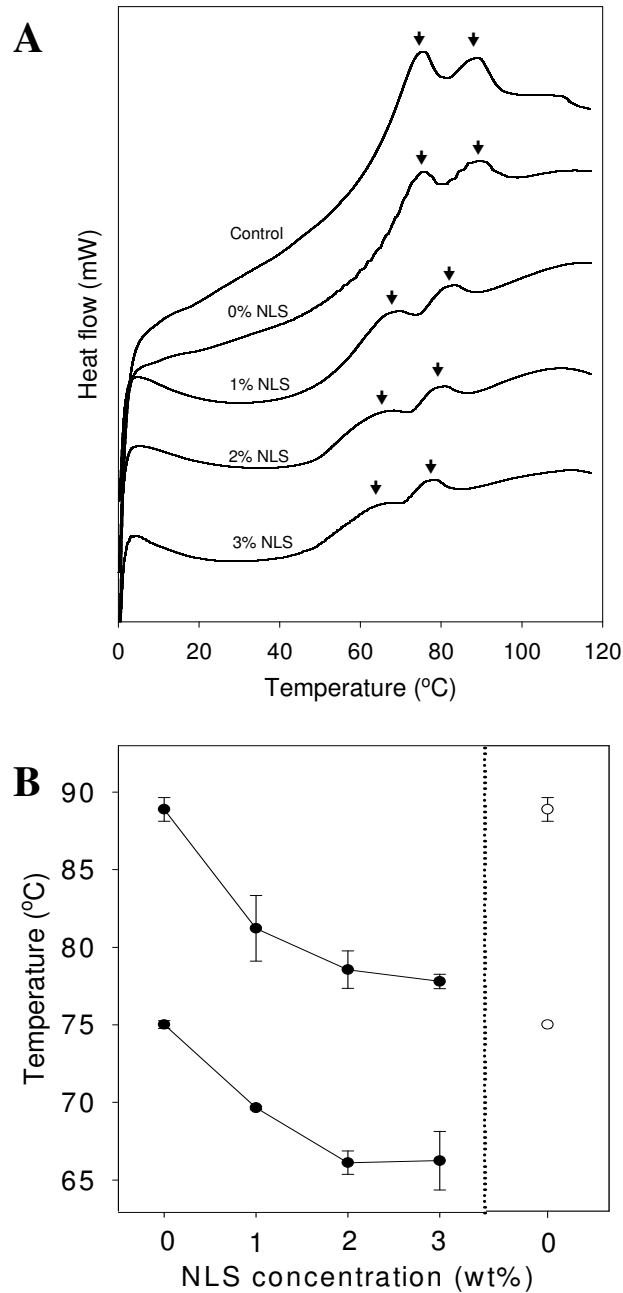 A
Control
0% NLS
1% NLS
2% NLS
3% NLS
Heat flow (mW)
0 20 40 60 80 100 120
Temperature (ºC)
B
90
85
80
75
70
65
Temperature (ºC)
0 1 2 3 0
NLS concentration (wt%)